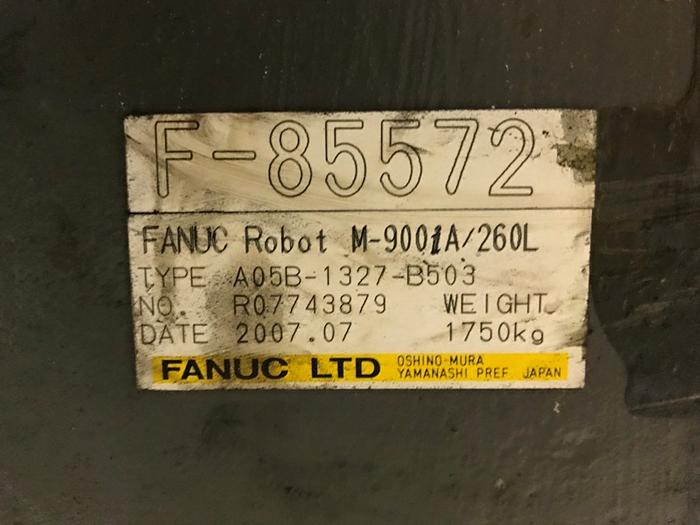 F-85572
FANUC Robot M-900iA/260L
TYPE A05B-1327-B503
NO. R07743879 WEIGHT
DATE 2007.07 1750kg
FANUC LTD OSHINO-MURA
YAMANASHI PREF. JAPAN